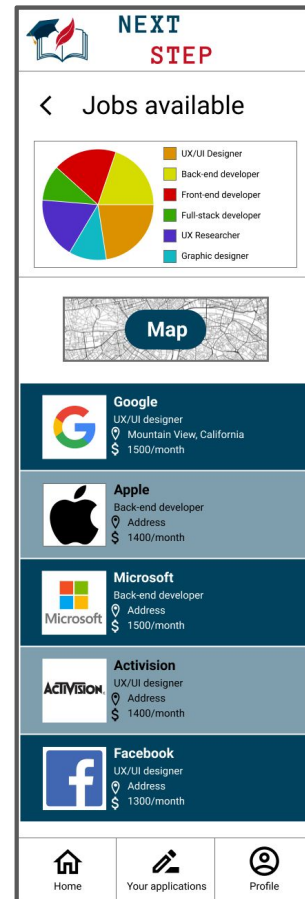 NEXT
STEP
Jobs available
UX/UI Designer
Back-end developer
Front-end developer
Full-stack developer
UX Researcher
Graphic designer
Map
Google
UX/UI designer
Mountain View, California
$ 1500/month
Apple
Back-end developer
Address
$ 1400/month
Microsoft
Microsoft
Back-end developer
Address
$ 1500/month
ACTIVISION.
Activision
UX/UI designer
Address
$ 1400/month
Facebook
UX/UI designer
Address
$ 1300/month
Home
Your applications
Profile